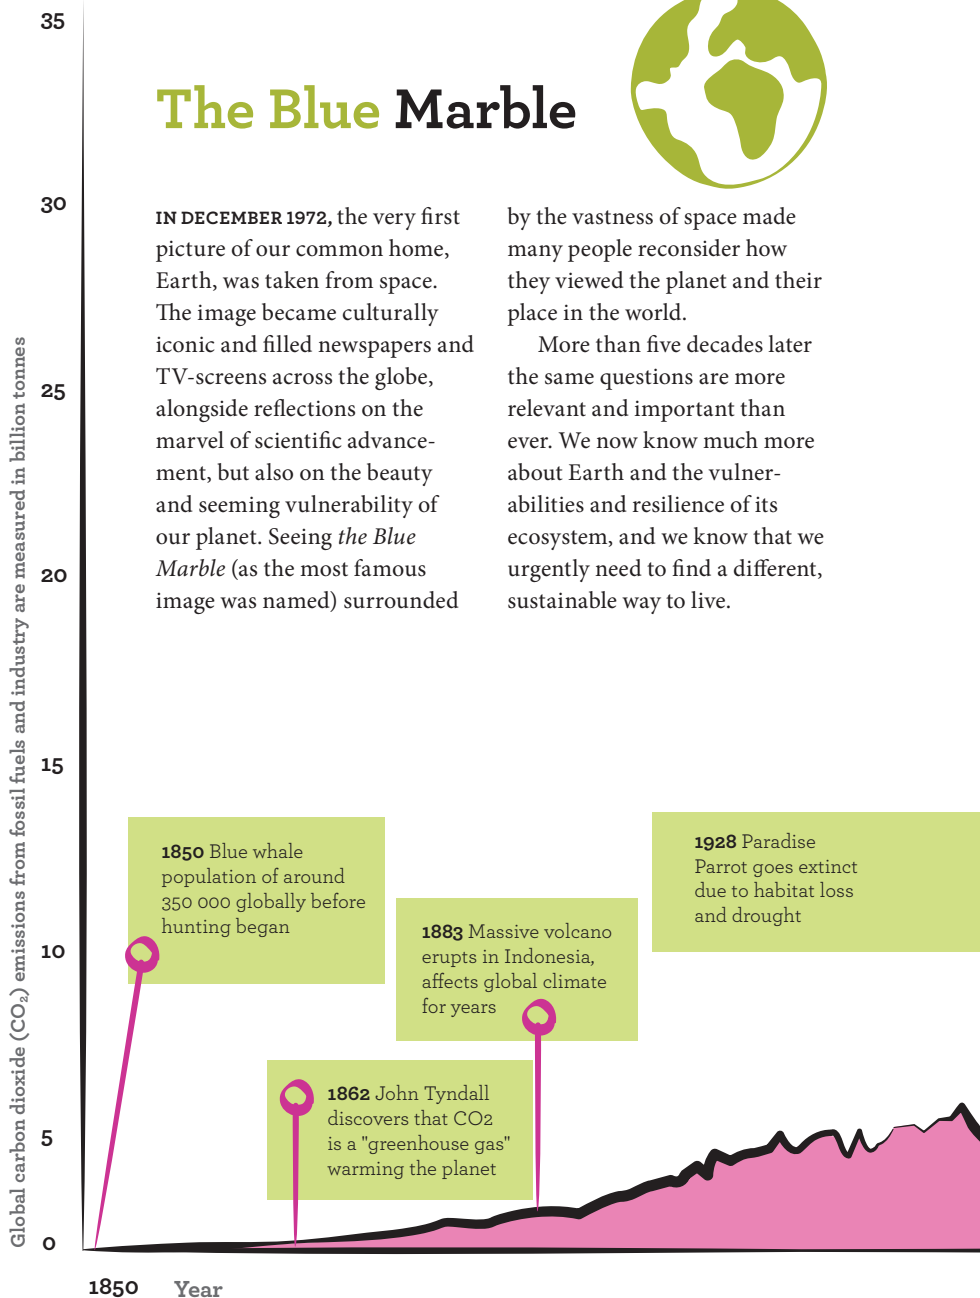 The Blue Marble
IN DECEMBER 1972, the very first
picture of our common home,
Earth, was taken from space.
The image became culturally
iconic and filled newspapers and
TV-screens across the globe,
alongside reflections on the
marvel of scientific advance-
ment, but also on the beauty
and seeming vulnerability of
our planet. Seeing the Blue
Marble (as the most famous
image was named) surrounded
by the vastness of space made
many people reconsider how
they viewed the planet and their
place in the world.
More than five decades later
the same questions are more
relevant and important than
ever. We now know much more
about Earth and the vulner-
abilities and resilience of its
ecosystem, and we know that we
urgently need to find a different,
sustainable way to live.
Global carbon dioxide (CO₂) emissions from fossil fuels and industry are measured in billion tonnes
35
30
25
20
15
10
5
0
1850 Blue whale
population of around
350 000 globally before
hunting began
1862 John Tyndall
discovers that CO2
is a "greenhouse gas"
warming the planet
1883 Massive volcano
erupts in Indonesia,
affects global climate
for years
1928 Paradise
Parrot goes extinct
due to habitat loss
and drought
1850 Year